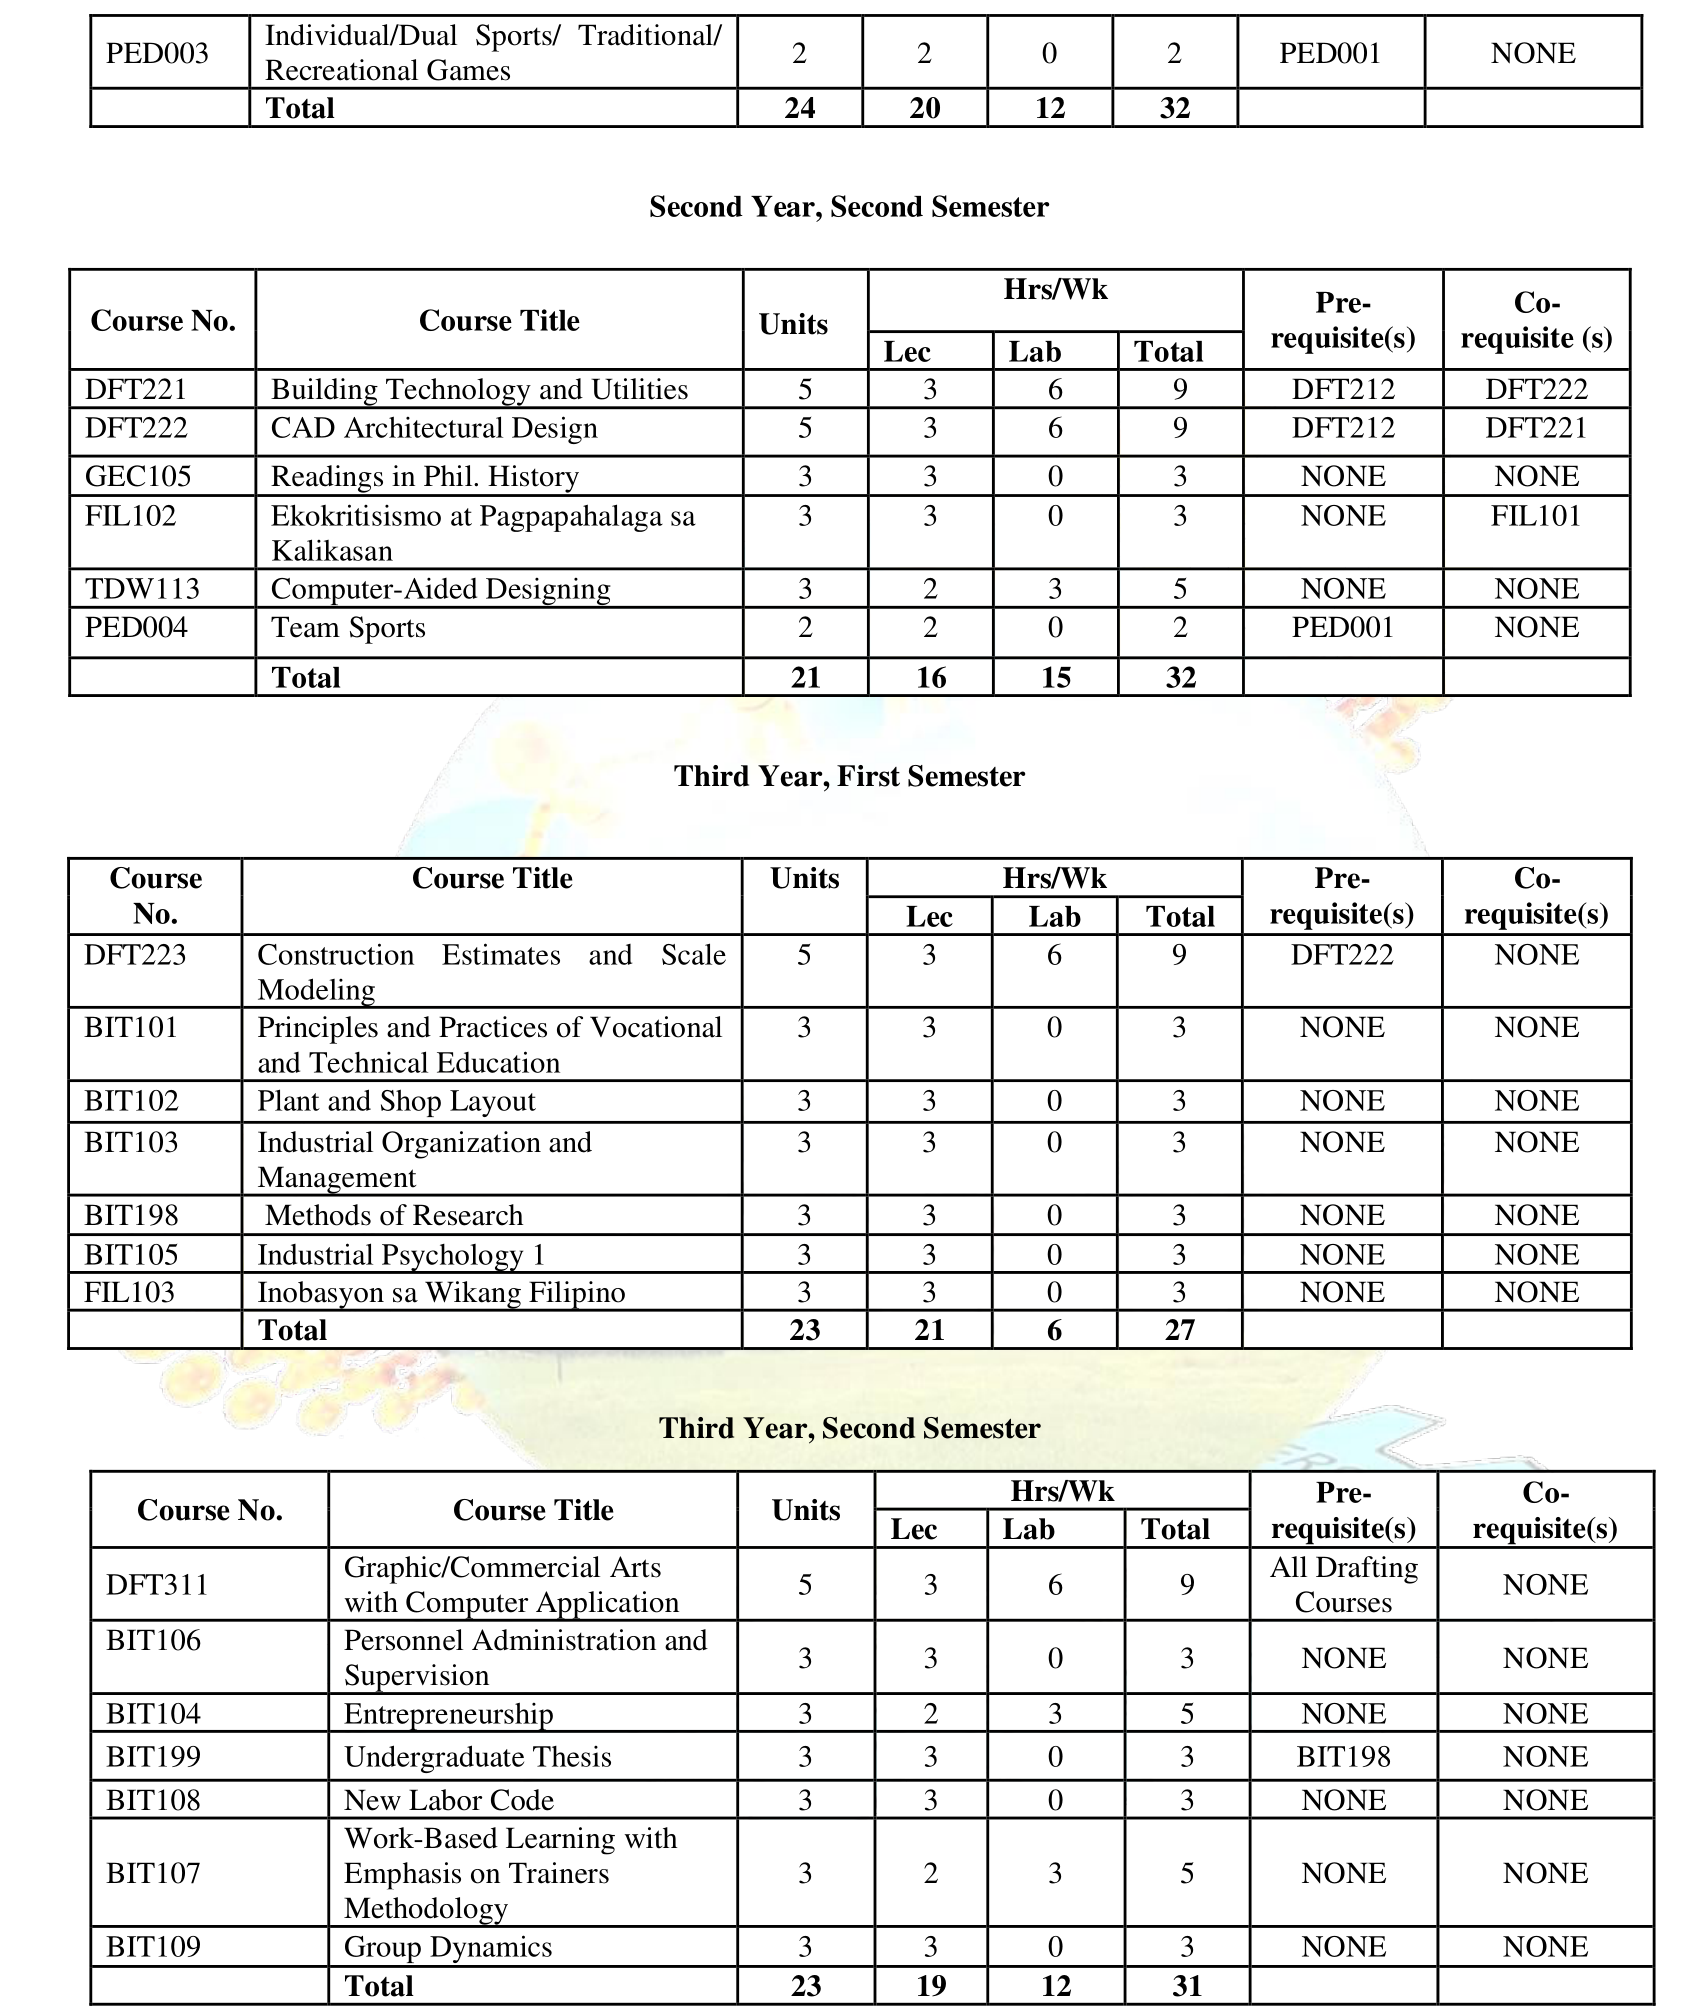 PED003 Individual/Dual Sports/ Traditional/ Recreational Games 2 2 0 2 PED001 NONE
Total 24 20 12 32
Second Year, Second Semester
Course No. Course Title Units Hrs/Wk Pre-requisite(s) Co-requisite (s)
Lec Lab Total
DFT221 Building Technology and Utilities 5 3 6 9 DFT212 DFT222
DFT222 CAD Architectural Design 5 3 6 9 DFT212 DFT221
GEC105 Readings in Phil. History 3 3 0 3 NONE NONE
FIL102 Ekokritisismo at Pagpapahalaga sa Kalikasan 3 3 0 3 NONE FIL101
TDW113 Computer-Aided Designing 3 2 3 5 NONE NONE
PED004 Team Sports 2 2 0 2 PED001 NONE
Total 21 16 15 32
Third Year, First Semester
Course No. Course Title Units Hrs/Wk Pre-requisite(s) Co-requisite(s)
Lec Lab Total
DFT223 Construction Estimates and Scale Modeling 5 3 6 9 DFT222 NONE
BIT101 Principles and Practices of Vocational and Technical Education 3 3 0 3 NONE NONE
BIT102 Plant and Shop Layout 3 3 0 3 NONE NONE
BIT103 Industrial Organization and Management 3 3 0 3 NONE NONE
BIT198 Methods of Research 3 3 0 3 NONE NONE
BIT105 Industrial Psychology 1 3 3 0 3 NONE NONE
FIL103 Inobasyon sa Wikang Filipino 3 3 0 3 NONE NONE
Total 23 21 6 27
Third Year, Second Semester
Course No. Course Title Units Hrs/Wk Pre-requisite(s) Co-requisite(s)
Lec Lab Total
DFT311 Graphic/Commercial Arts with Computer Application 5 3 6 9 All Drafting Courses NONE
BIT106 Personnel Administration and Supervision 3 3 0 3 NONE NONE
BIT104 Entrepreneurship 3 2 3 5 NONE NONE
BIT199 Undergraduate Thesis 3 3 0 3 BIT198 NONE
BIT108 New Labor Code 3 3 0 3 NONE NONE
BIT107 Work-Based Learning with Emphasis on Trainers Methodology 3 2 3 5 NONE NONE
BIT109 Group Dynamics 3 3 0 3 NONE NONE
Total 23 19 12 31